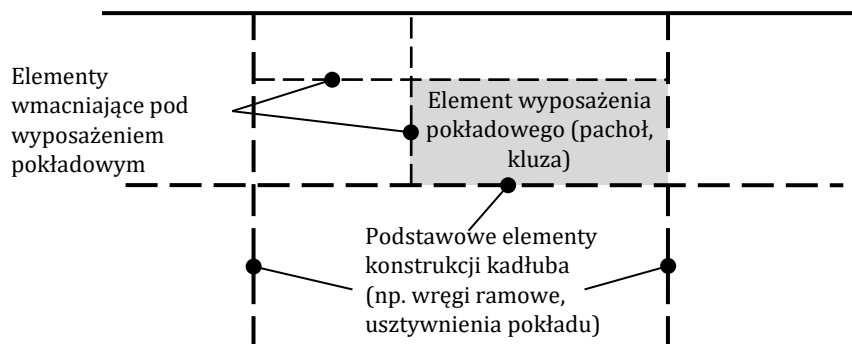 Elementy
wmacniające pod
wyposażeniem
pokładowym
Element wyposażenia
pokładowego (pachoł,
kluza)
Podstawowe elementy
konstrukcji kadłuba
(np. wręgi ramowe,
usztywnienia pokładu)